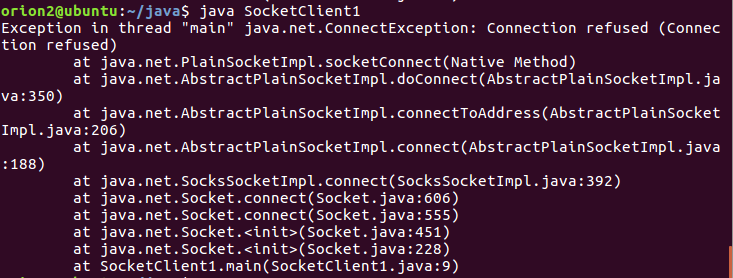 orion2@ubuntu:~/java$ java SocketClient1
Exception in thread "main" java.net.ConnectException: Connection refused (Connec
tion refused)
        at java.net.PlainSocketImpl.socketConnect(Native Method)
        at java.net.AbstractPlainSocketImpl.doConnect(AbstractPlainSocketImpl.ja
va:350)
        at java.net.AbstractPlainSocketImpl.connectToAddress(AbstractPlainSocket
Impl.java:206)
        at java.net.AbstractPlainSocketImpl.connect(AbstractPlainSocketImpl.java
:188)
        at java.net.SocksSocketImpl.connect(SocksSocketImpl.java:392)
        at java.net.Socket.connect(Socket.java:606)
        at java.net.Socket.connect(Socket.java:555)
        at java.net.Socket.<init>(Socket.java:451)
        at java.net.Socket.<init>(Socket.java:228)
        at SocketClient1.main(SocketClient1.java:9)